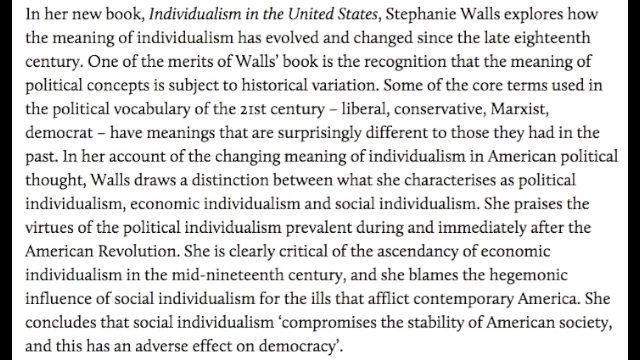 In her new book, Individualism in the United States, Stephanie Walls explores how
the meaning of individualism has evolved and changed since the late eighteenth
century. One of the merits of Walls’ book is the recognition that the meaning of
political concepts is subject to historical variation. Some of the core terms used in
the political vocabulary of the 21st century – liberal, conservative, Marxist,
democrat – have meanings that are surprisingly different to those they had in the
past. In her account of the changing meaning of individualism in American political
thought, Walls draws a distinction between what she characterises as political
individualism, economic individualism and social individualism. She praises the
virtues of the political individualism prevalent during and immediately after the
American Revolution. She is clearly critical of the ascendancy of economic
individualism in the mid-nineteenth century, and she blames the hegemonic
influence of social individualism for the ills that afflict contemporary America. She
concludes that social individualism ‘compromises the stability of American society,
and this has an adverse effect on democracy’.